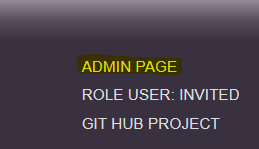 ADMIN PAGE
ROLE USER: INVITED
GIT HUB PROJECT